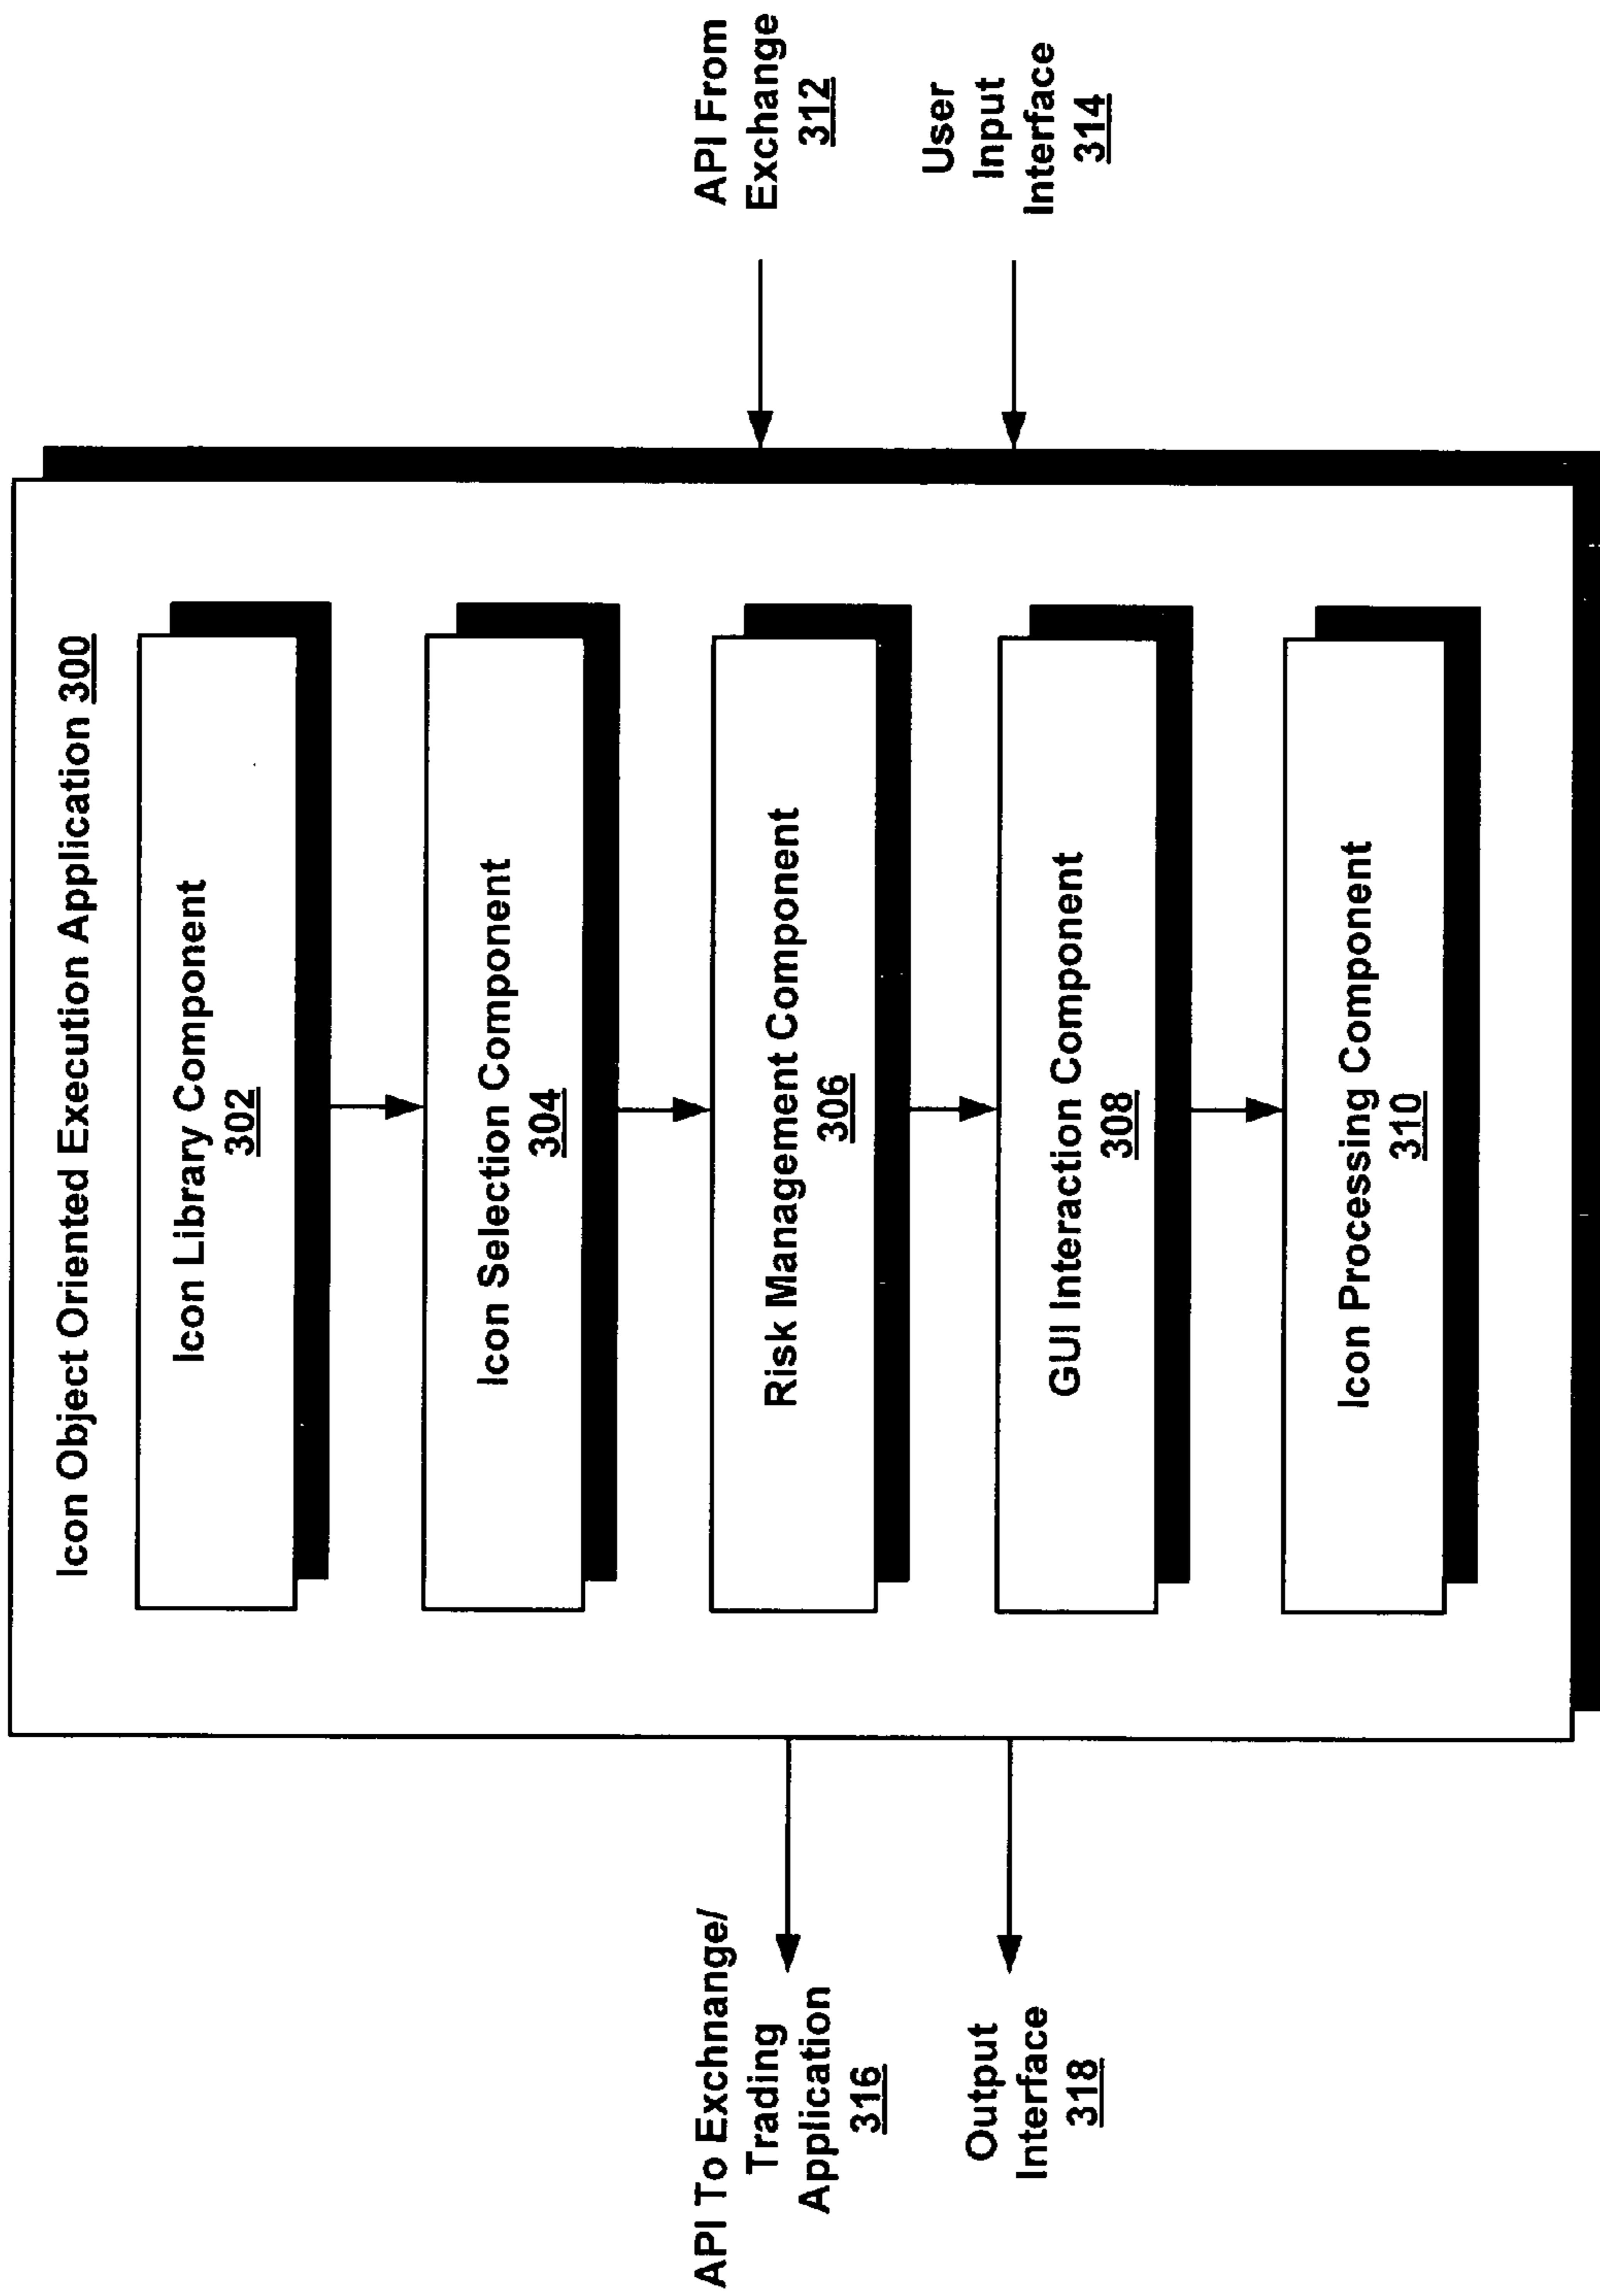 Icon Object Oriented Execution Application 300
Icon Library Component
302
Icon Selection Component
304
Risk Management Component
306
GUI Interaction Component
308
Icon Processing Component
310
API To Exchnange/
Trading
Application
316
Output
Interface
318
API From
Exchange
312
User
Input
Interface
314